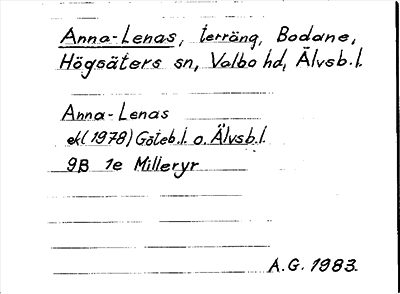 Anna-Lenas, terräng, Bodane,
Högsäters sn, Valbo hd, Älvsb.l.
Anna-Lenas
ek(1978) Göteb.l. o. Älvsb.l.
9B 1e Milleryr
A.G. 1983.